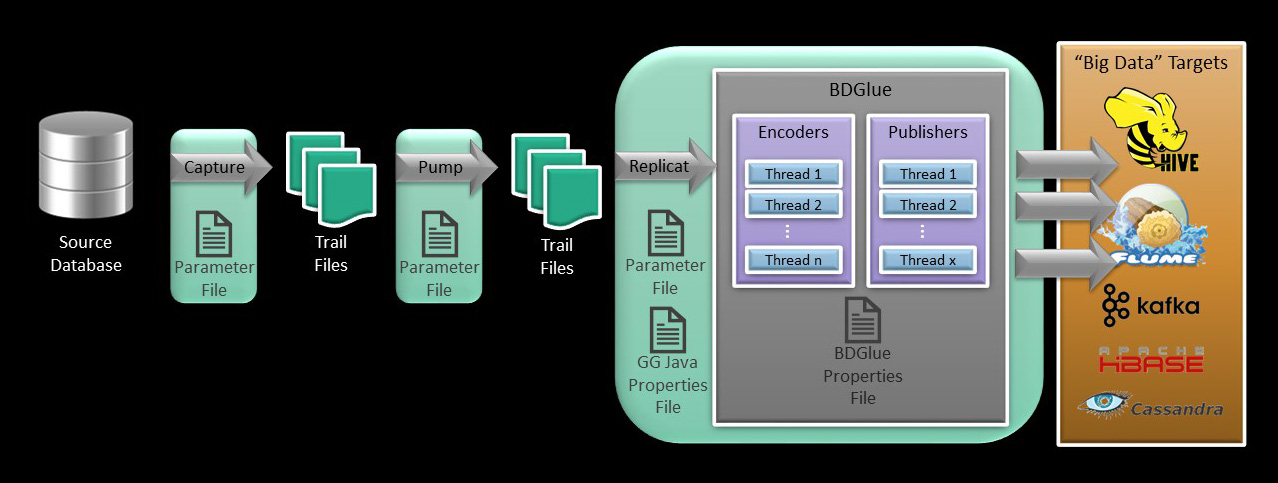 Source
Database
Capture
Parameter
File
Trail
Files
Pump
Parameter
File
Trail
Files
Replicat
Parameter
File
GG Java
Properties
File
BDGlue
Encoders
Thread 1
Thread 2
...
Thread n
Publishers
Thread 1
Thread 2
...
Thread x
BDGlue
Properties
File
“Big Data” Targets
HIVE
FLUME
kafka
APACHE
HBASE
Cassandra